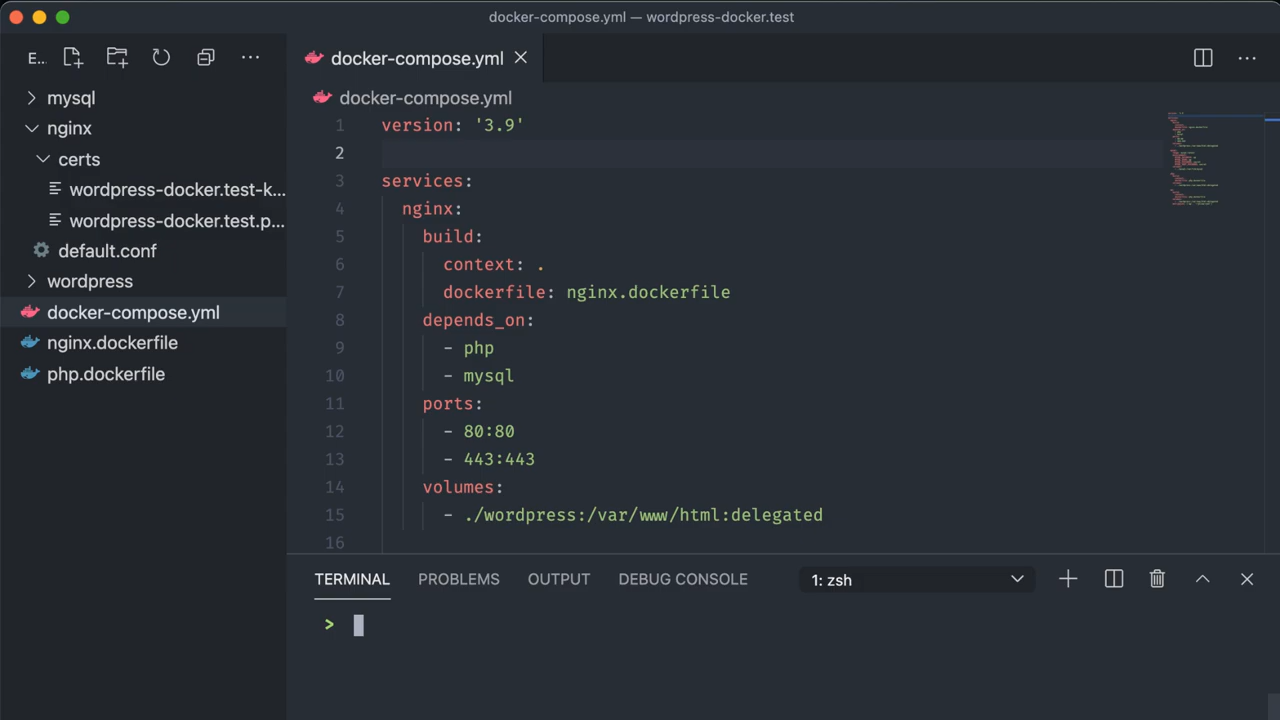 docker-compose.yml — wordpress-docker.test
E...
docker-compose.yml
docker-compose.yml
mysql
nginx
certs
wordpress-docker.test-k...
wordpress-docker.test.p...
default.conf
wordpress
docker-compose.yml
nginx.dockerfile
php.dockerfile
1 version: '3.9'
2
3 services:
4 nginx:
5 build:
6 context: .
7 dockerfile: nginx.dockerfile
8 depends_on:
9 - php
10 - mysql
11 ports:
12 - 80:80
13 - 443:443
14 volumes:
15 - ./wordpress:/var/www/html:delegated
16
TERMINAL PROBLEMS OUTPUT DEBUG CONSOLE 1: zsh
>